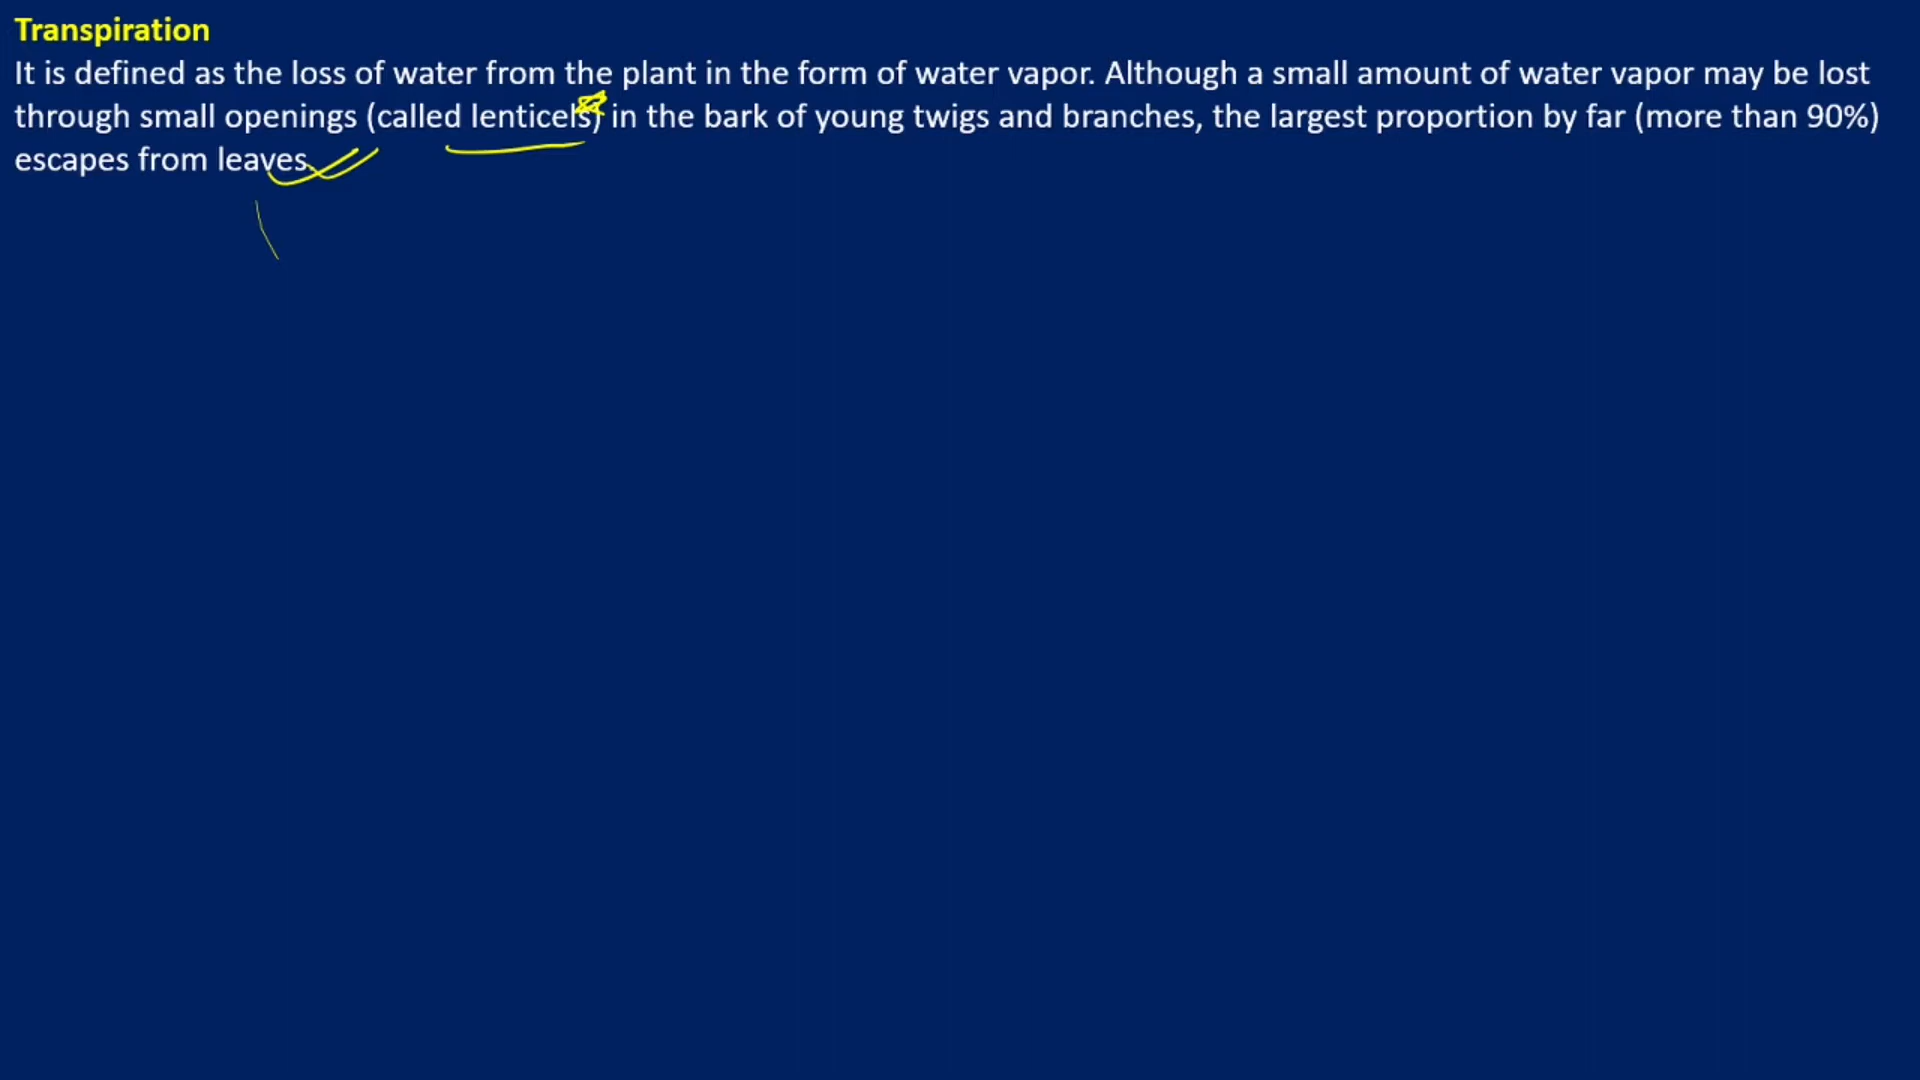 Transpiration
It is defined as the loss of water from the plant in the form of water vapor. Although a small amount of water vapor may be lost
through small openings (called lenticels) in the bark of young twigs and branches, the largest proportion by far (more than 90%)
escapes from leaves.